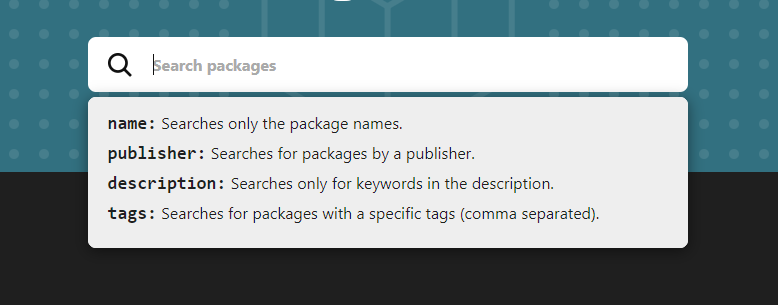 Search packages
name: Searches only the package names.
publisher: Searches for packages by a publisher.
description: Searches only for keywords in the description.
tags: Searches for packages with a specific tags (comma separated).